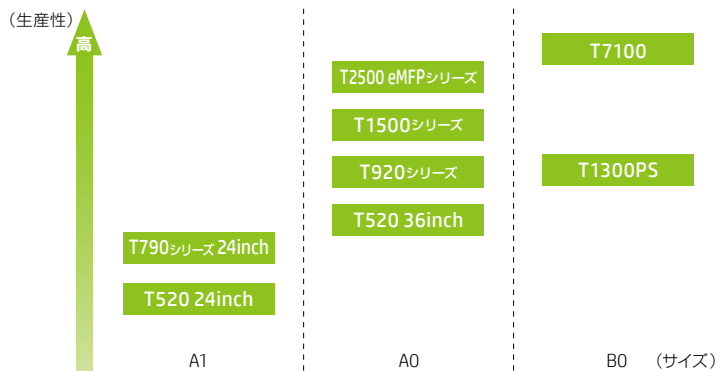 (生産性)
高
T7100
T2500 eMFPシリーズ
T1500シリーズ
T920シリーズ
T1300PS
T520 36inch
T790シリーズ 24inch
T520 24inch
A1
A0
B0
(サイズ)